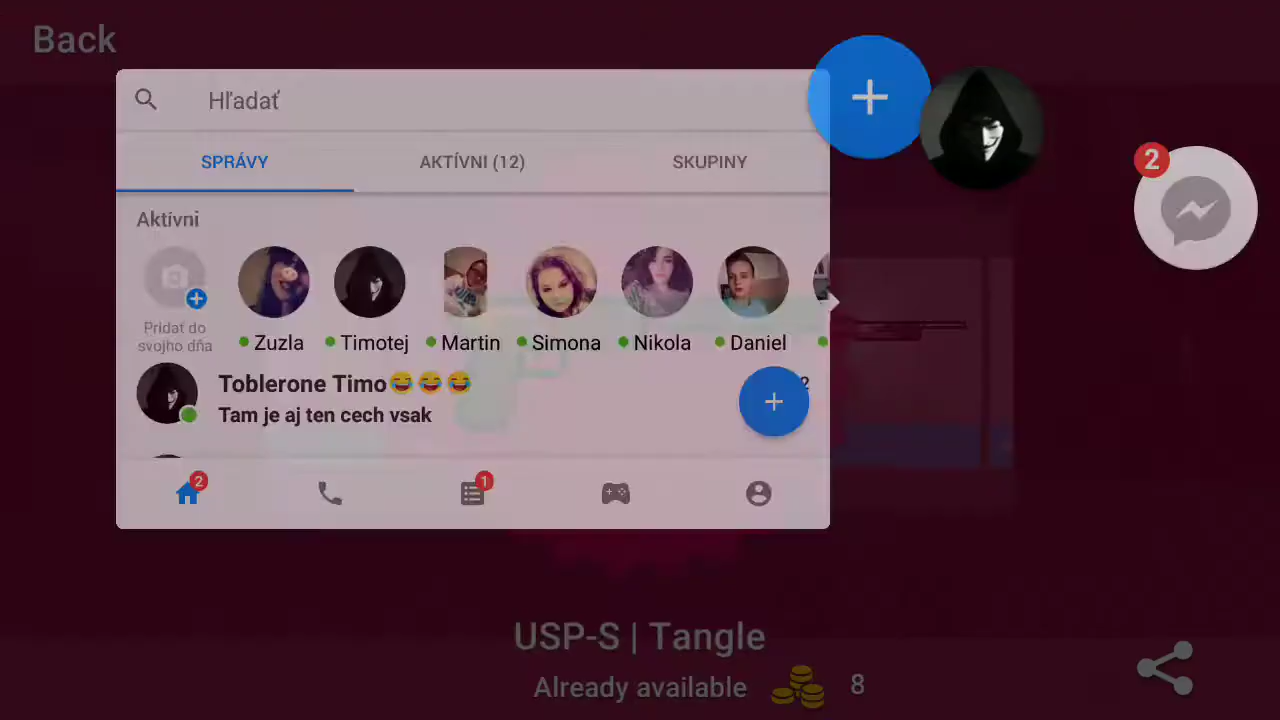 Back
Hľadať
2
SPRÁVY
AKTÍVNI (12)
SKUPINY
Aktívni
Pridať do
svojho dňa
Zuzla
Timotej
Martin
Simona
Nikola
Daniel
Toblerone Timo😂😂😂
2
Tam je aj ten cech vsak
2
1
USP-S | Tangle
Already available
8